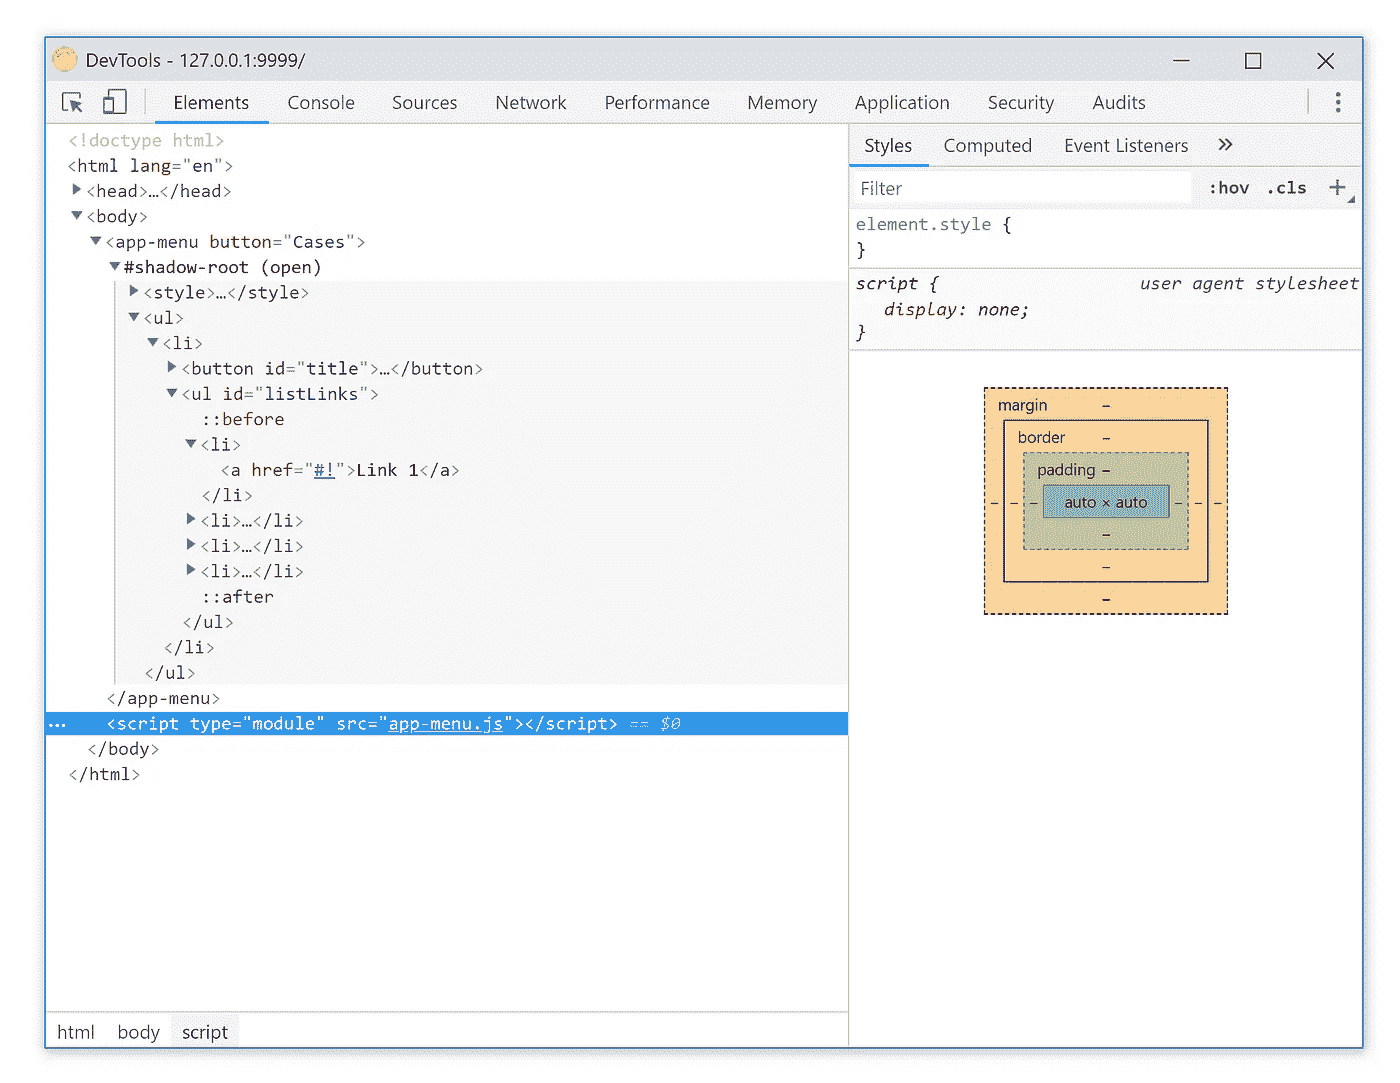 DevTools - 127.0.0.1:9999/
Elements Console Sources Network Performance Memory Application Security Audits
<!doctype html>
<html lang="en">
<head>…</head>
<body>
<app-menu button="Cases">
#shadow-root (open)
<style>…</style>
<ul>
<li>
<button id="title">…</button>
<ul id="listLinks">
::before
<li>
<a href="#!">Link 1</a>
</li>
<li>…</li>
<li>…</li>
<li>…</li>
::after
</ul>
</li>
</ul>
</app-menu>
... <script type="module" src="app-menu.js"></script> == $0
</body>
</html>
html body script
Styles Computed Event Listeners »
Filter :hov .cls +
element.style {
}
script { user agent stylesheet
display: none;
}
margin –
border –
padding –
– – – auto × auto – – –
–
–
–